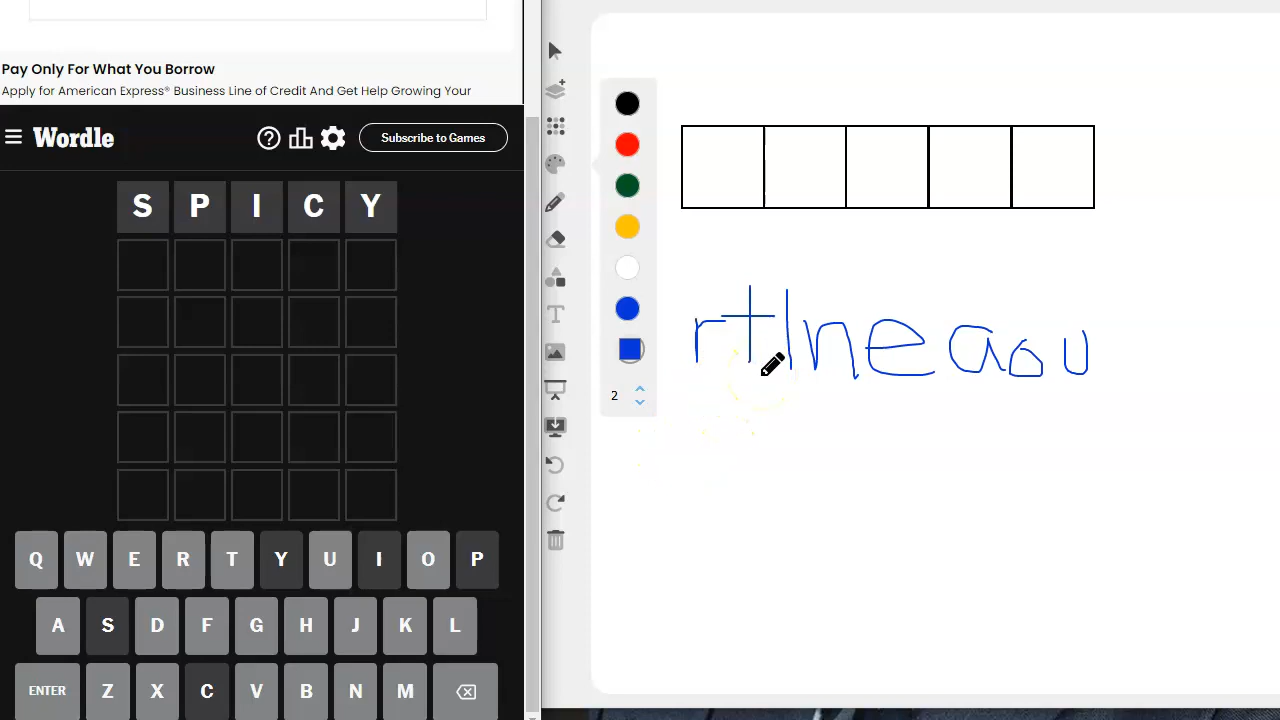 Pay Only For What You Borrow
Apply for American Express® Business Line of Credit And Get Help Growing Your
Wordle
Subscribe to Games
S P I C Y
Q W E R T Y U I O P
A S D F G H J K L
ENTER Z X C V B N M
2
r t l n e a o u